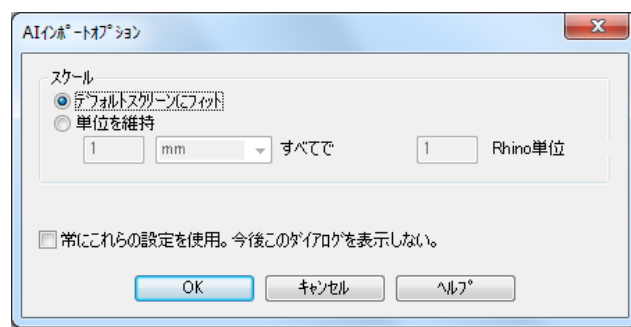 AIｲﾝﾎﾟｰﾄｵﾌﾟｼｮﾝ
スケール
ﾃﾞﾌｫﾙﾄｽｸﾘｰﾝにﾌｨｯﾄ
単位を維持
1 mm すべてで 1 Rhino単位
常にこれらの設定を使用。今後このﾀﾞｲｱﾛｸﾞを表示しない。
OK ｷｬﾝｾﾙ ﾍﾙﾌﾟ